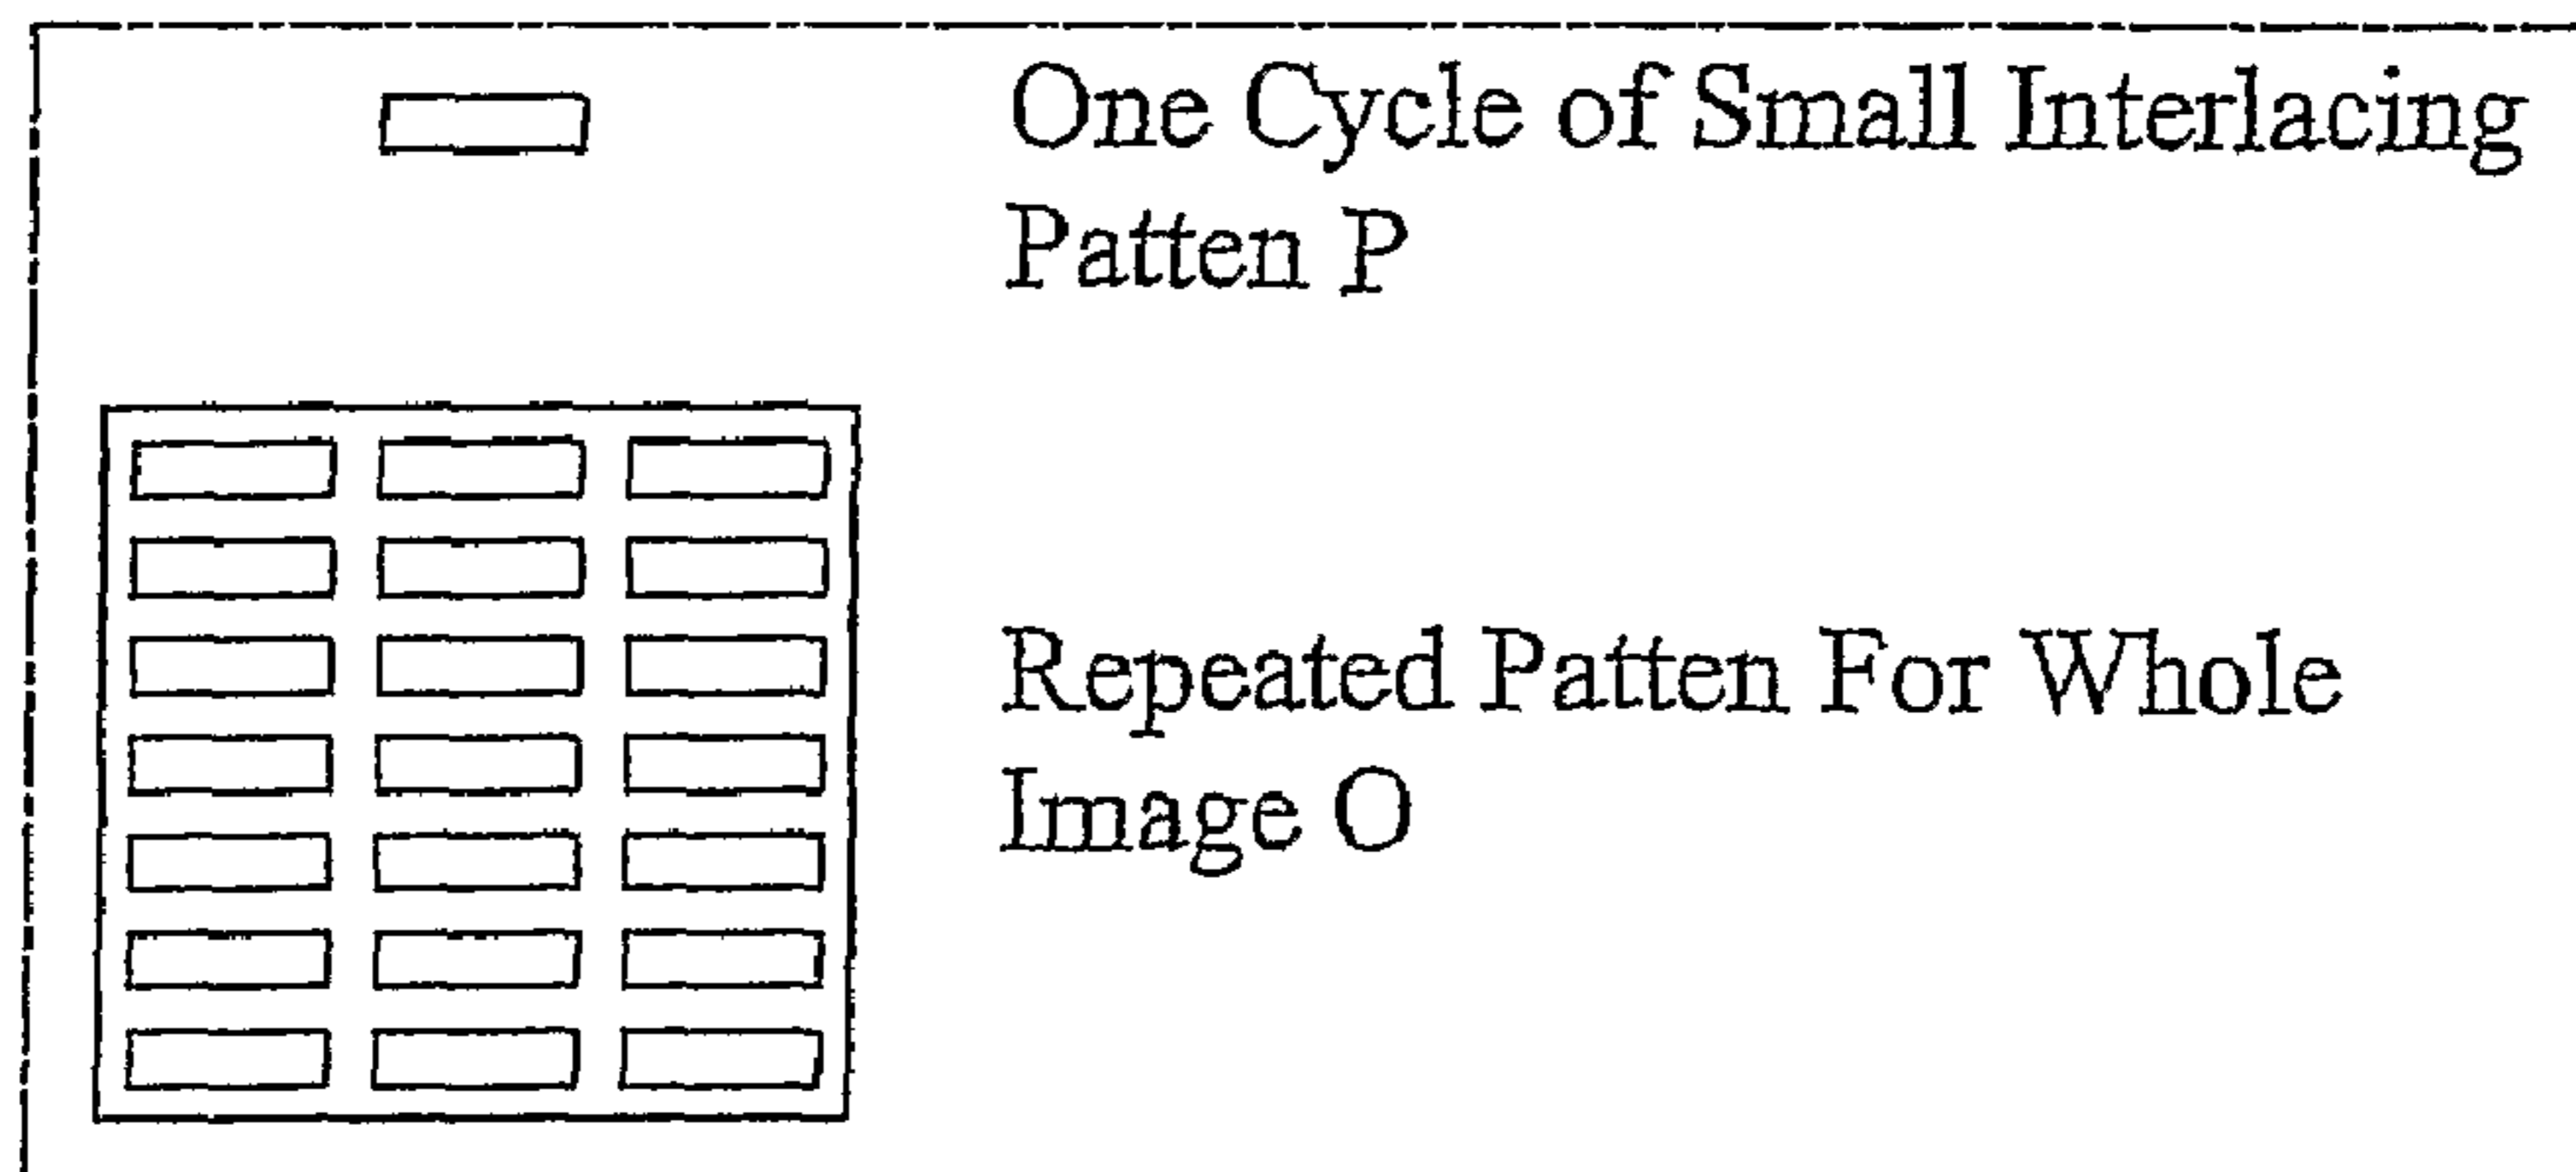 One Cycle of Small Interlacing
Patten P
Repeated Patten For Whole
Image O